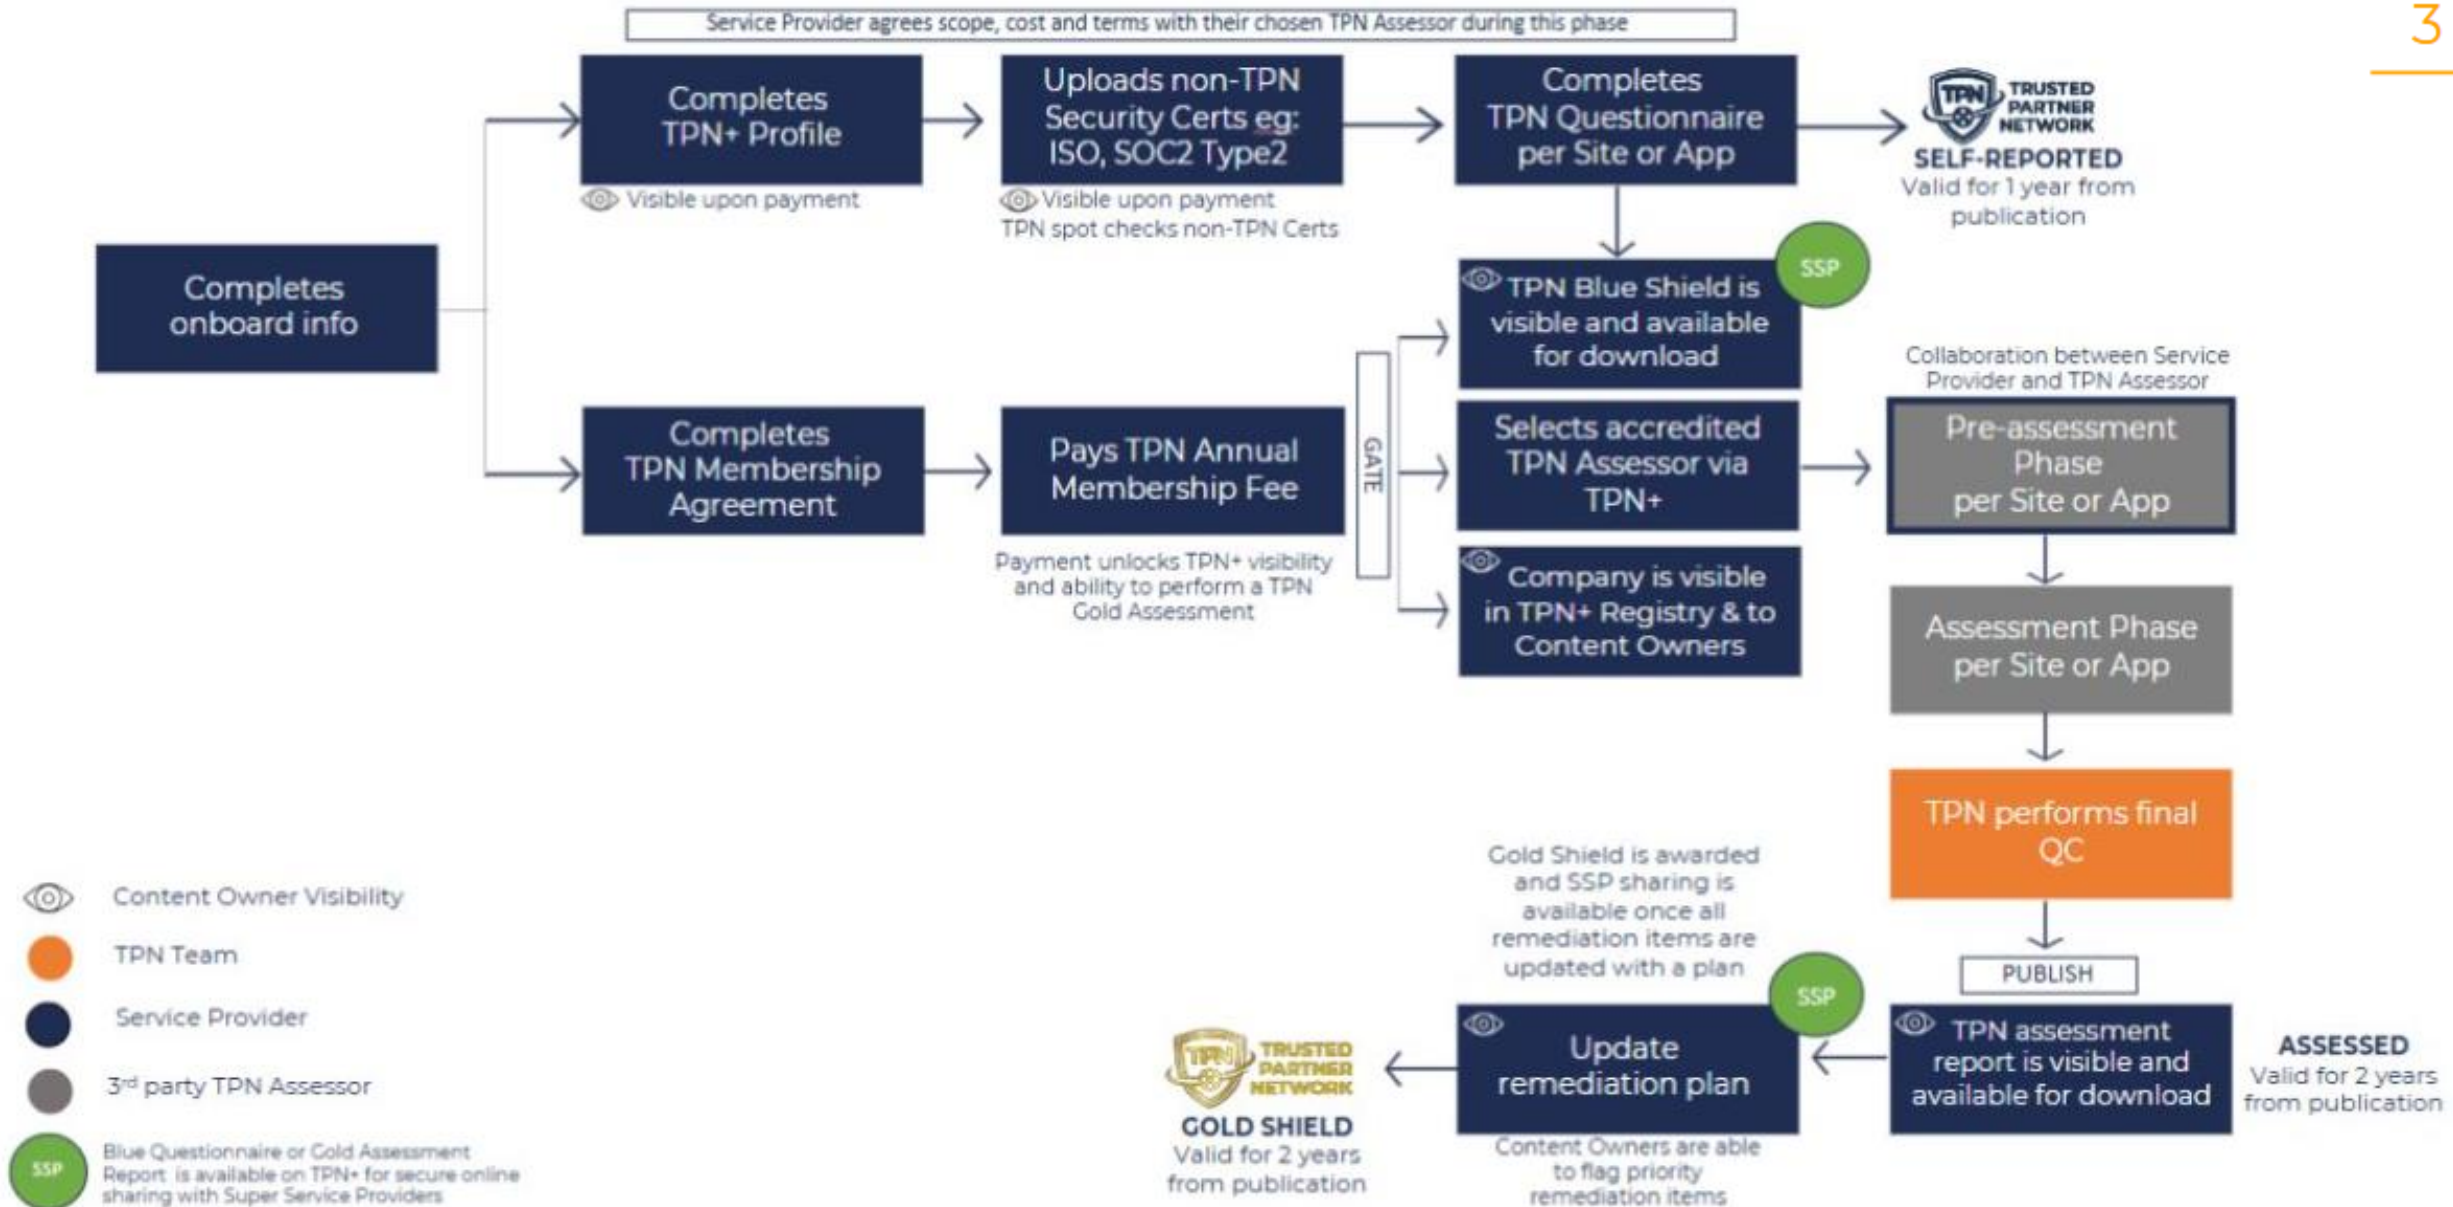 3
Service Provider agrees scope, cost and terms with their chosen TPN Assessor during this phase
Completes
TPN+ Profile
Visible upon payment
Uploads non-TPN
Security Certs eg:
ISO, SOC2 Type2
Visible upon payment
TPN spot checks non-TPN Certs
Completes
TPN Questionnaire
per Site or App
TPN
TRUSTED
PARTNER
NETWORK
SELF-REPORTED
Valid for 1 year from
publication
Completes
onboard info
TPN Blue Shield is
visible and available
for download
SSP
Completes
TPN Membership
Agreement
Pays TPN Annual
Membership Fee
Payment unlocks TPN+ visibility
and ability to perform a TPN
Gold Assessment
GATE
Selects accredited
TPN Assessor via
TPN+
Company is visible
in TPN+ Registry & to
Content Owners
Collaboration between Service
Provider and TPN Assessor
Pre-assessment
Phase
per Site or App
Assessment Phase
per Site or App
TPN performs final
QC
PUBLISH
TPN assessment
report is visible and
available for download
ASSESSED
Valid for 2 years
from publication
Gold Shield is awarded
and SSP sharing is
available once all
remediation items are
updated with a plan
SSP
Update
remediation plan
Content Owners are able
to flag priority
remediation items
TPN
TRUSTED
PARTNER
NETWORK
GOLD SHIELD
Valid for 2 years
from publication
Content Owner Visibility
TPN Team
Service Provider
3rd party TPN Assessor
SSP
Blue Questionnaire or Gold Assessment
Report is available on TPN+ for secure online
sharing with Super Service Providers